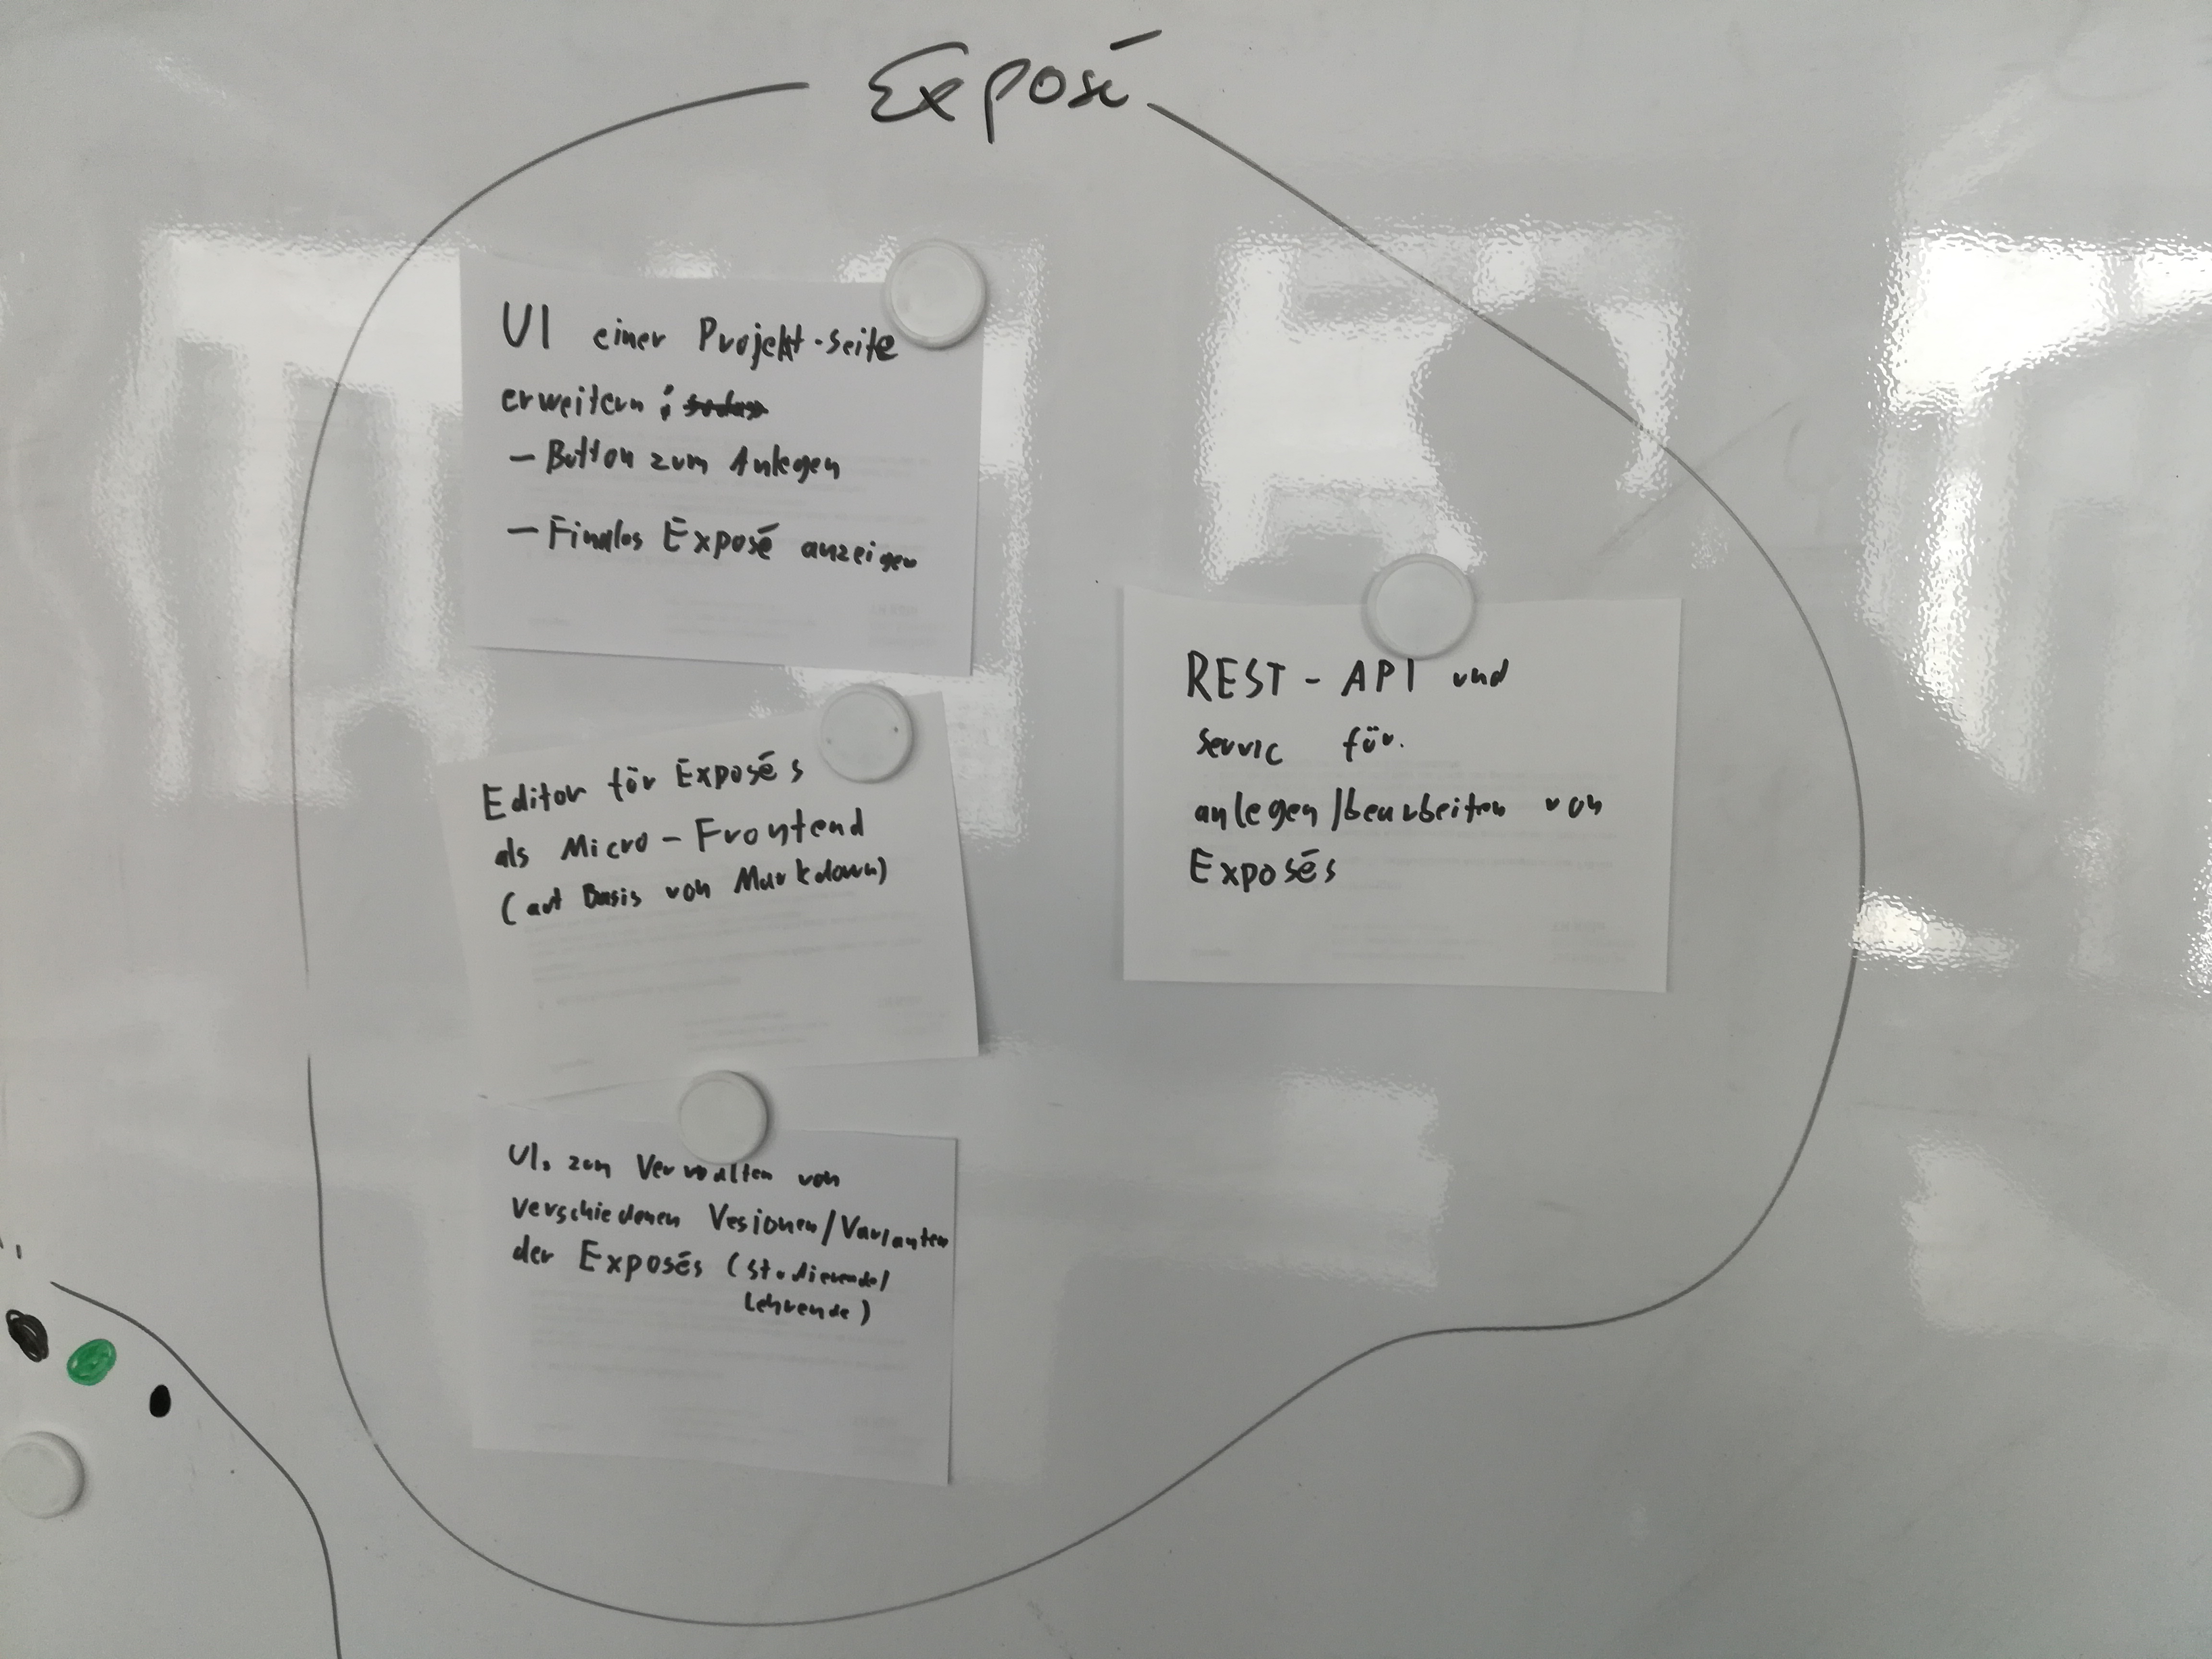 Exposé
UI einer Projekt-seite
erweitern : sodass
- Button zum Anlegen
- Finales Exposé anzeigen
Editor für Exposés
als Micro-Frontend
(auf Basis von Markdown)
UI. zum Verwalten von
verschiedenen Vesionen/Varianten
der Exposés (Studierende/
Lehrende)
REST-API und
servic für
anlegen/bearbeiten von
Exposés